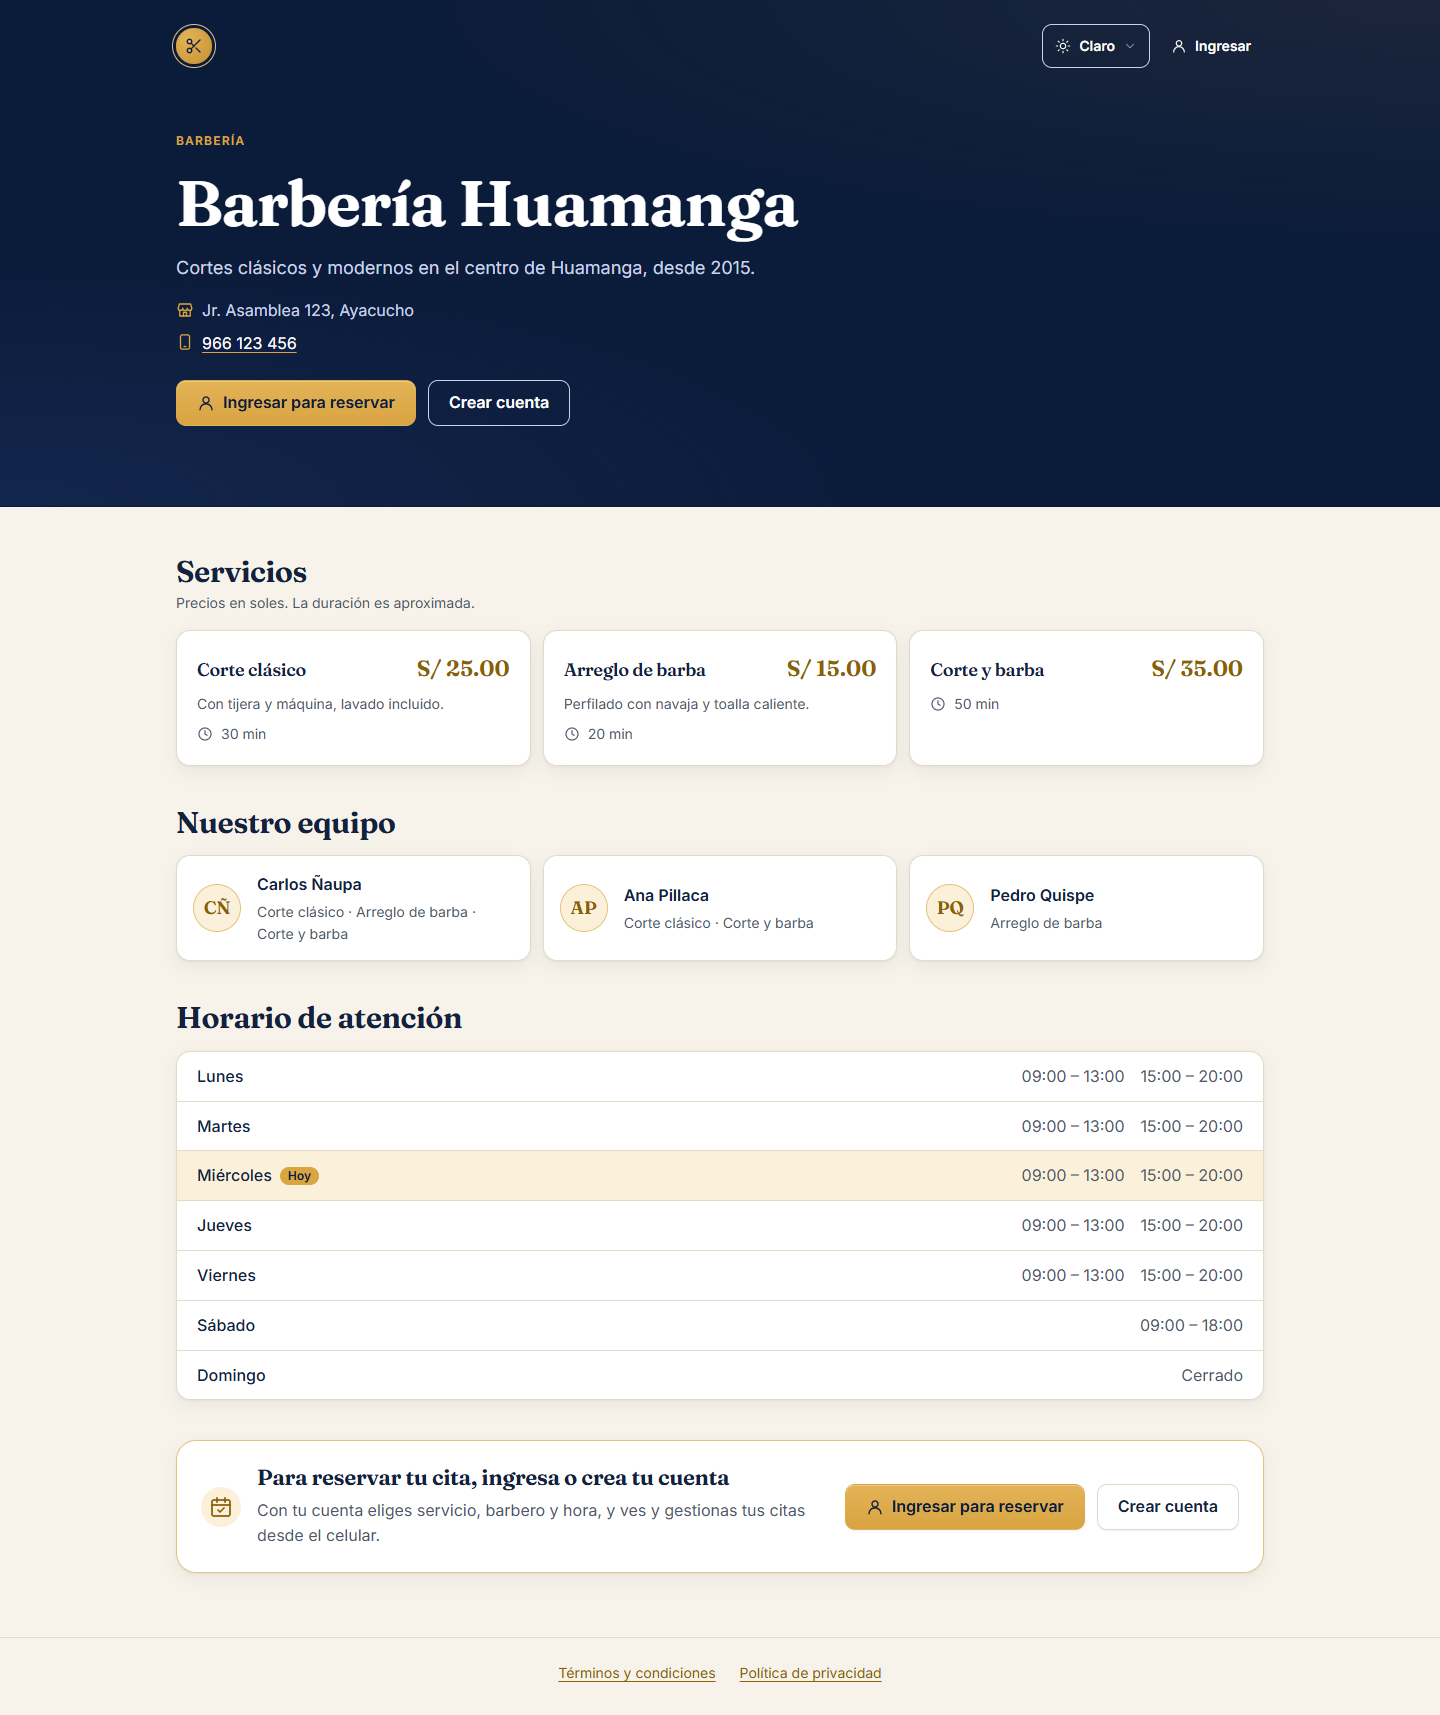 Claro
Ingresar
BARBERÍA
Barbería Huamanga
Cortes clásicos y modernos en el centro de Huamanga, desde 2015.
Jr. Asamblea 123, Ayacucho
966 123 456
Ingresar para reservar
Crear cuenta
Servicios
Precios en soles. La duración es aproximada.
Corte clásico
S/ 25.00
Con tijera y máquina, lavado incluido.
30 min
Arreglo de barba
S/ 15.00
Perfilado con navaja y toalla caliente.
20 min
Corte y barba
S/ 35.00
50 min
Nuestro equipo
CÑ
Carlos Ñaupa
Corte clásico · Arreglo de barba ·
Corte y barba
AP
Ana Pillaca
Corte clásico · Corte y barba
PQ
Pedro Quispe
Arreglo de barba
Horario de atención
Lunes 09:00 – 13:00 15:00 – 20:00
Martes 09:00 – 13:00 15:00 – 20:00
Miércoles Hoy 09:00 – 13:00 15:00 – 20:00
Jueves 09:00 – 13:00 15:00 – 20:00
Viernes 09:00 – 13:00 15:00 – 20:00
Sábado 09:00 – 18:00
Domingo Cerrado
Para reservar tu cita, ingresa o crea tu cuenta
Con tu cuenta eliges servicio, barbero y hora, y ves y gestionas tus citas
desde el celular.
Ingresar para reservar
Crear cuenta
Términos y condiciones
Política de privacidad